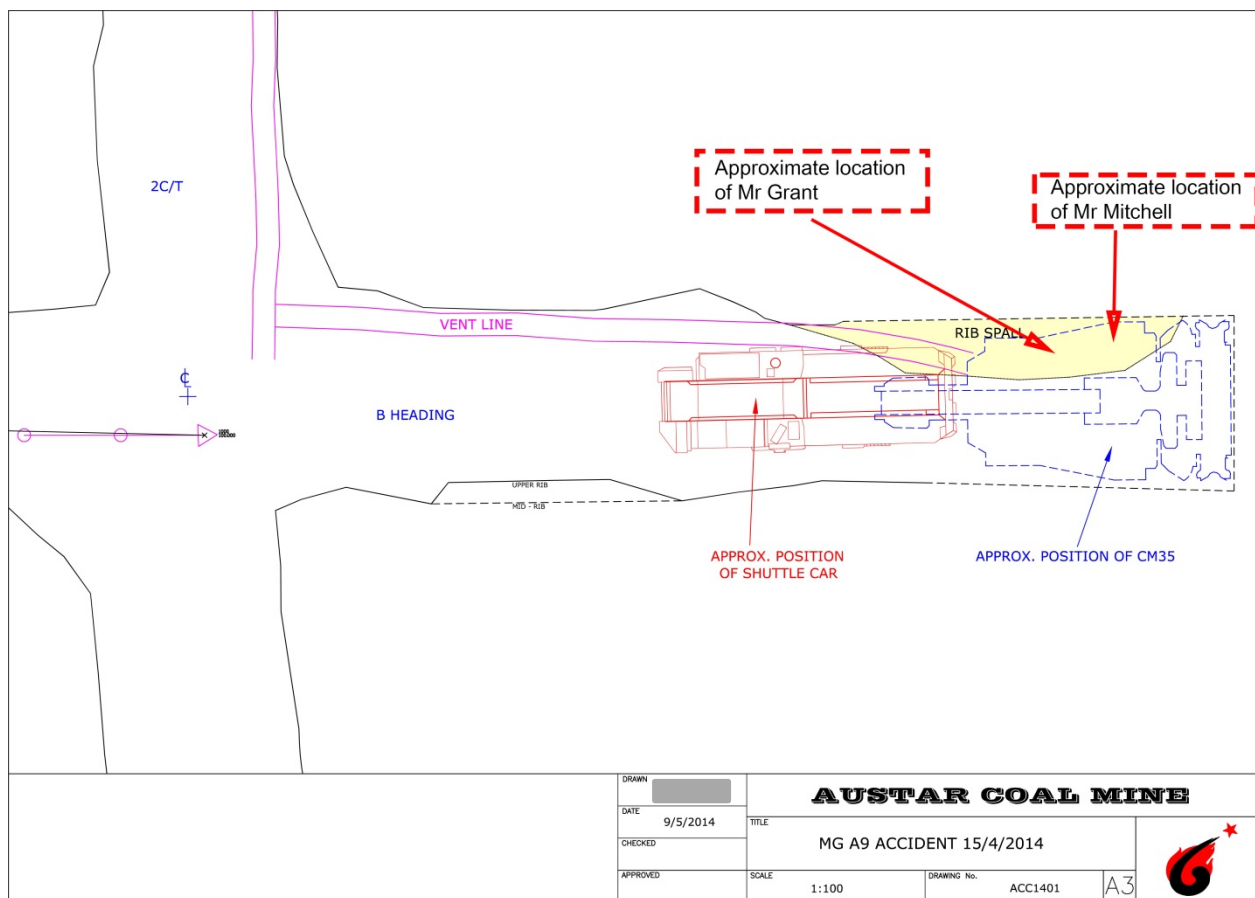 2C/T
Approximate location
of Mr Grant
Approximate location
of Mr Mitchell
VENT LINE
RIB SPALL
B HEADING
UPPER RIB
MID - RIB
APPROX. POSITION
OF SHUTTLE CAR
APPROX. POSITION OF CM35
DRAWN
DATE
9/5/2014
CHECKED
APPROVED
AUSTAR COAL MINE
TITLE
MG A9 ACCIDENT 15/4/2014
SCALE
1:100
DRAWING No.
ACC1401
A3